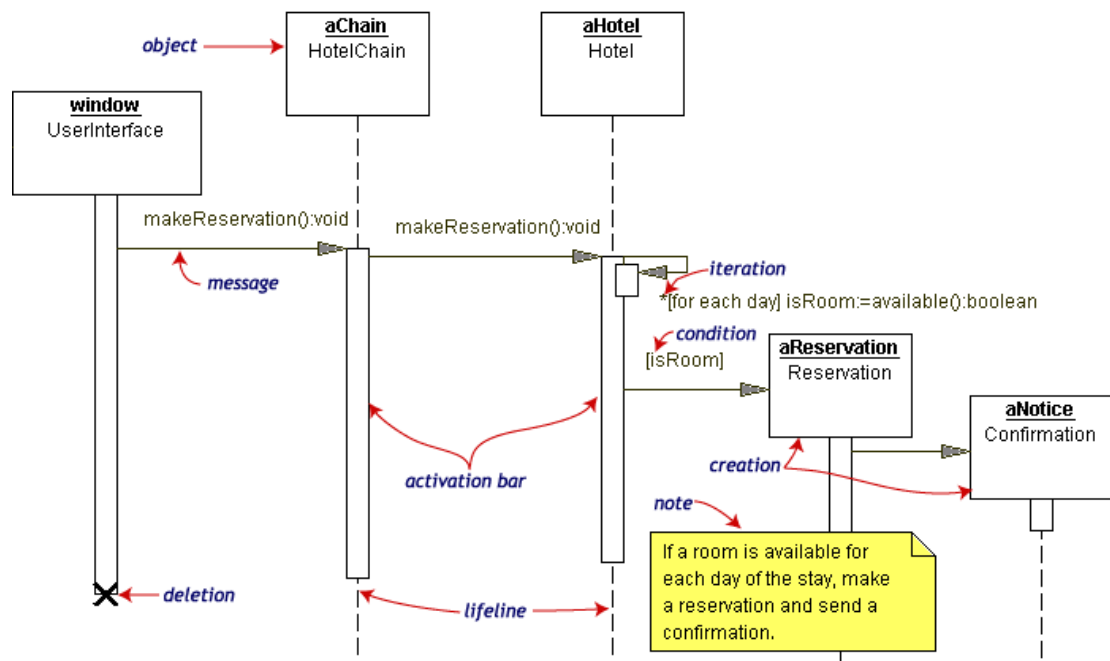 aChain
HotelChain
aHotel
Hotel
object
window
UserInterface
makeReservation():void
makeReservation():void
message
iteration
*[for each day] isRoom:=available():boolean
condition
[isRoom]
aReservation
Reservation
aNotice
Confirmation
activation bar
creation
note
If a room is available for
each day of the stay, make
a reservation and send a
confirmation.
deletion
lifeline